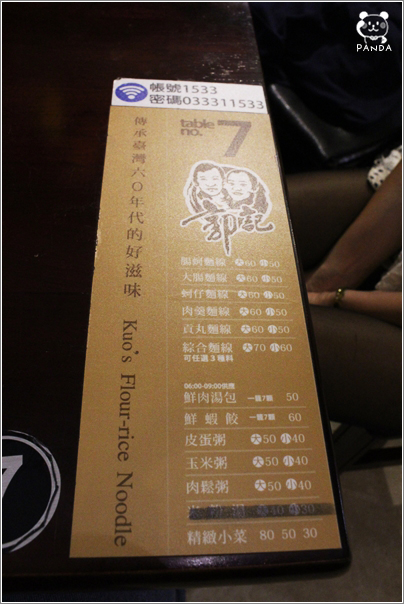 PANDA
帳號1533
密碼033311533
傳承臺灣六〇年代的好滋味 Kuo's Flour-rice Noodle
table no. 7
郭記
腸蚵麵線 大60 小50
大腸麵線 大60 小50
蚵仔麵線 大60 小50
肉羹麵線 大60 小50
貢丸麵線 大60 小50
綜合麵線 大70 小60
可任選3種料
06:00-09:00供應
鮮肉湯包 一籠7顆 50
鮮蝦餃 一籠7顆 60
皮蛋粥 大50 小40
玉米粥 大50 小40
肉鬆粥 大50 小40
精緻小菜 80 50 30
7